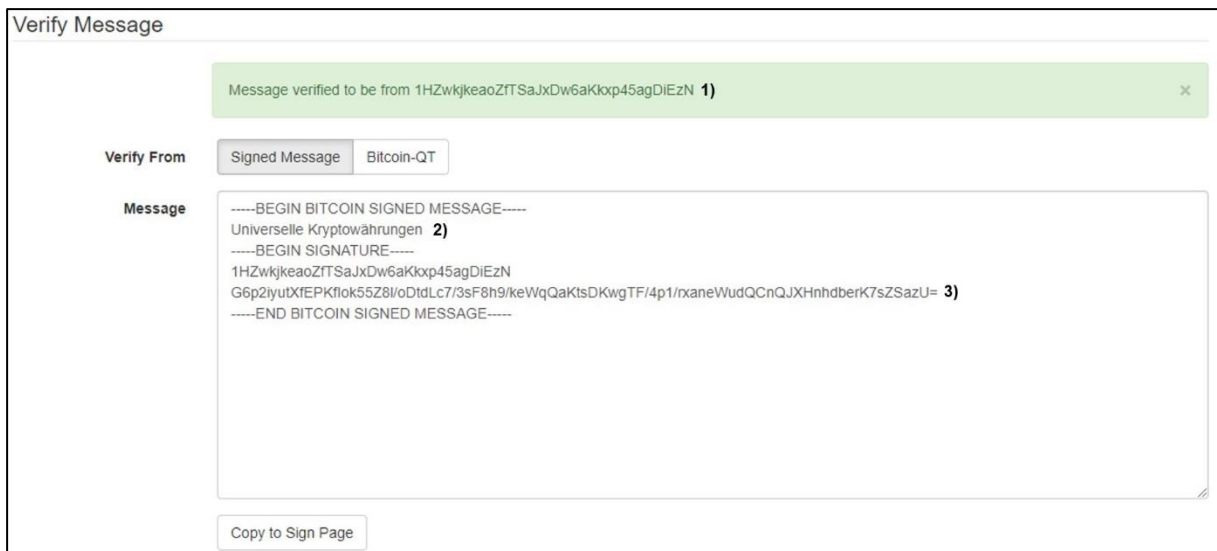 Verify Message
Message verified to be from 1HZwkjkeaoZfTSaJxDw6aKkxp45agDiEzN 1) ×
Verify From Signed Message Bitcoin-QT
Message
-----BEGIN BITCOIN SIGNED MESSAGE-----
Universelle Kryptowährungen 2)
-----BEGIN SIGNATURE-----
1HZwkjkeaoZfTSaJxDw6aKkxp45agDiEzN
G6p2iyutXfEPKflok55Z8l/oDtdLc7/3sF8h9/keWqQaKtsDKwgTF/4p1/rxaneWudQCnQJXHnhdberK7sZSazU= 3)
-----END BITCOIN SIGNED MESSAGE-----
Copy to Sign Page